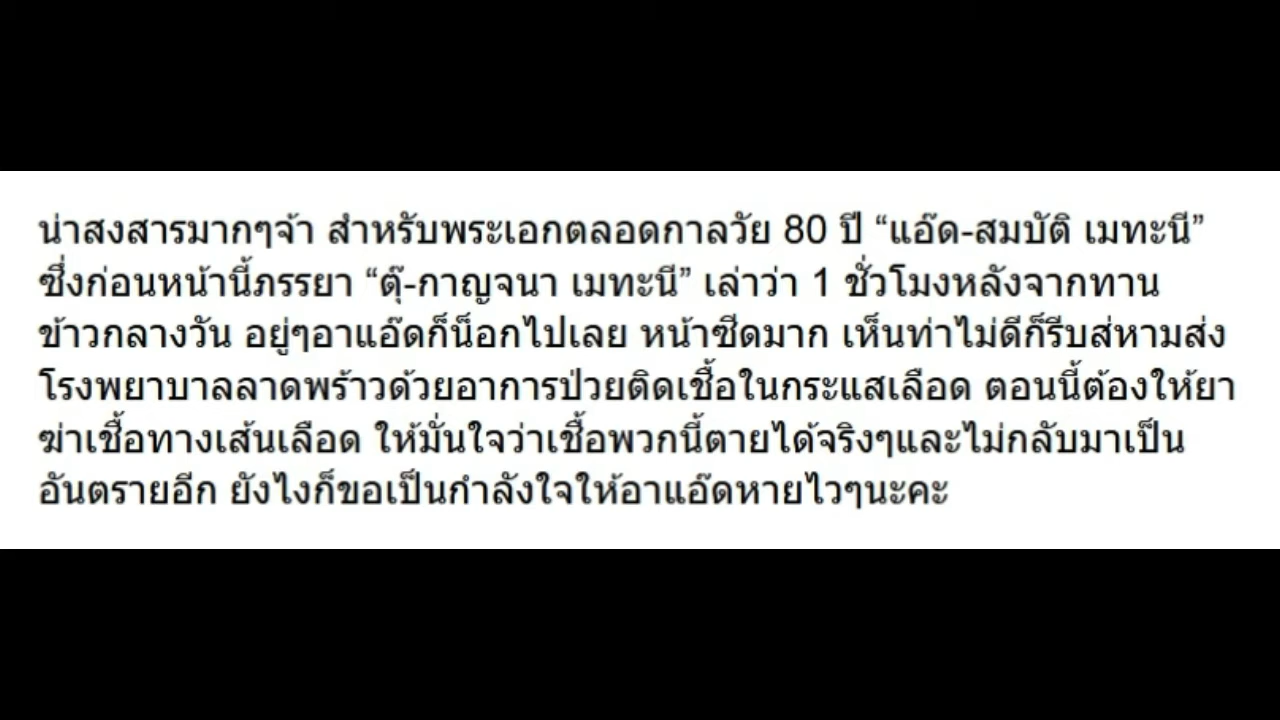 น่าสงสารมากๆจ้า สำหรับพระเอกตลอดกาลวัย 80 ปี “แอ๊ด-สมบัติ เมทะนี”
ซึ่งก่อนหน้านี้ภรรยา “ตุ๊-กาญจนา เมทะนี” เล่าว่า 1 ชั่วโมงหลังจากทาน
ข้าวกลางวัน อยู่ๆอาแอ๊ดก็น็อกไปเลย หน้าซีดมาก เห็นท่าไม่ดีก็รีบส่หามส่ง
โรงพยาบาลลาดพร้าวด้วยอาการป่วยติดเชื้อในกระแสเลือด ตอนนี้ต้องให้ยา
ฆ่าเชื้อทางเส้นเลือด ให้มั่นใจว่าเชื้อพวกนี้ตายได้จริงๆและไม่กลับมาเป็น
อันตรายอีก ยังไงก็ขอเป็นกำลังใจให้อาแอ๊ดหายไวๆนะคะ